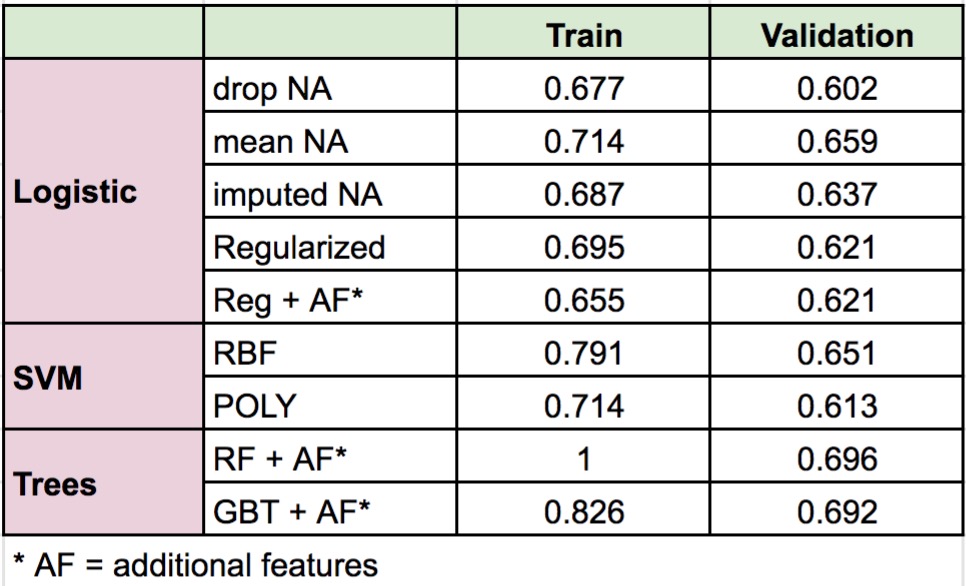 Train Validation
Logistic
drop NA 0.677 0.602
mean NA 0.714 0.659
imputed NA 0.687 0.637
Regularized 0.695 0.621
Reg + AF* 0.655 0.621
SVM
RBF 0.791 0.651
POLY 0.714 0.613
Trees
RF + AF* 1 0.696
GBT + AF* 0.826 0.692
* AF = additional features